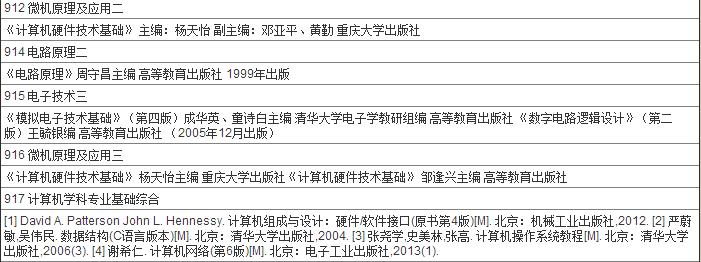 912 微机原理及应用二
《计算机硬件技术基础》 主编：杨天怡 副主编：邓亚平、黄勤 重庆大学出版社
914 电路原理二
《电路原理》周守昌主编 高等教育出版社 1999年出版
915 电子技术三
《模拟电子技术基础》（第四版）成华英、童诗白主编 清华大学电子学教研组编 高等教育出版社 《数字电路逻辑设计》（第二
版）王毓银编 高等教育出版社 （2005年12月出版）
916 微机原理及应用三
《计算机硬件技术基础》 杨天怡主编 重庆大学出版社《计算机硬件技术基础》 邹逢兴主编 高等教育出版社
917 计算机学科专业基础综合
[1] David A. Patterson John L. Hennessy. 计算机组成与设计：硬件/软件接口(原书第4版)[M]. 北京：机械工业出版社,2012. [2] 严蔚
敏,吴伟民. 数据结构(C语言版本)[M]. 北京：清华大学出版社,2004. [3] 张尧学,史美林,张高. 计算机操作系统教程[M]. 北京：清华大学
出版社,2006(3). [4] 谢希仁. 计算机网络(第6版)[M]. 北京：电子工业出版社,2013(1).